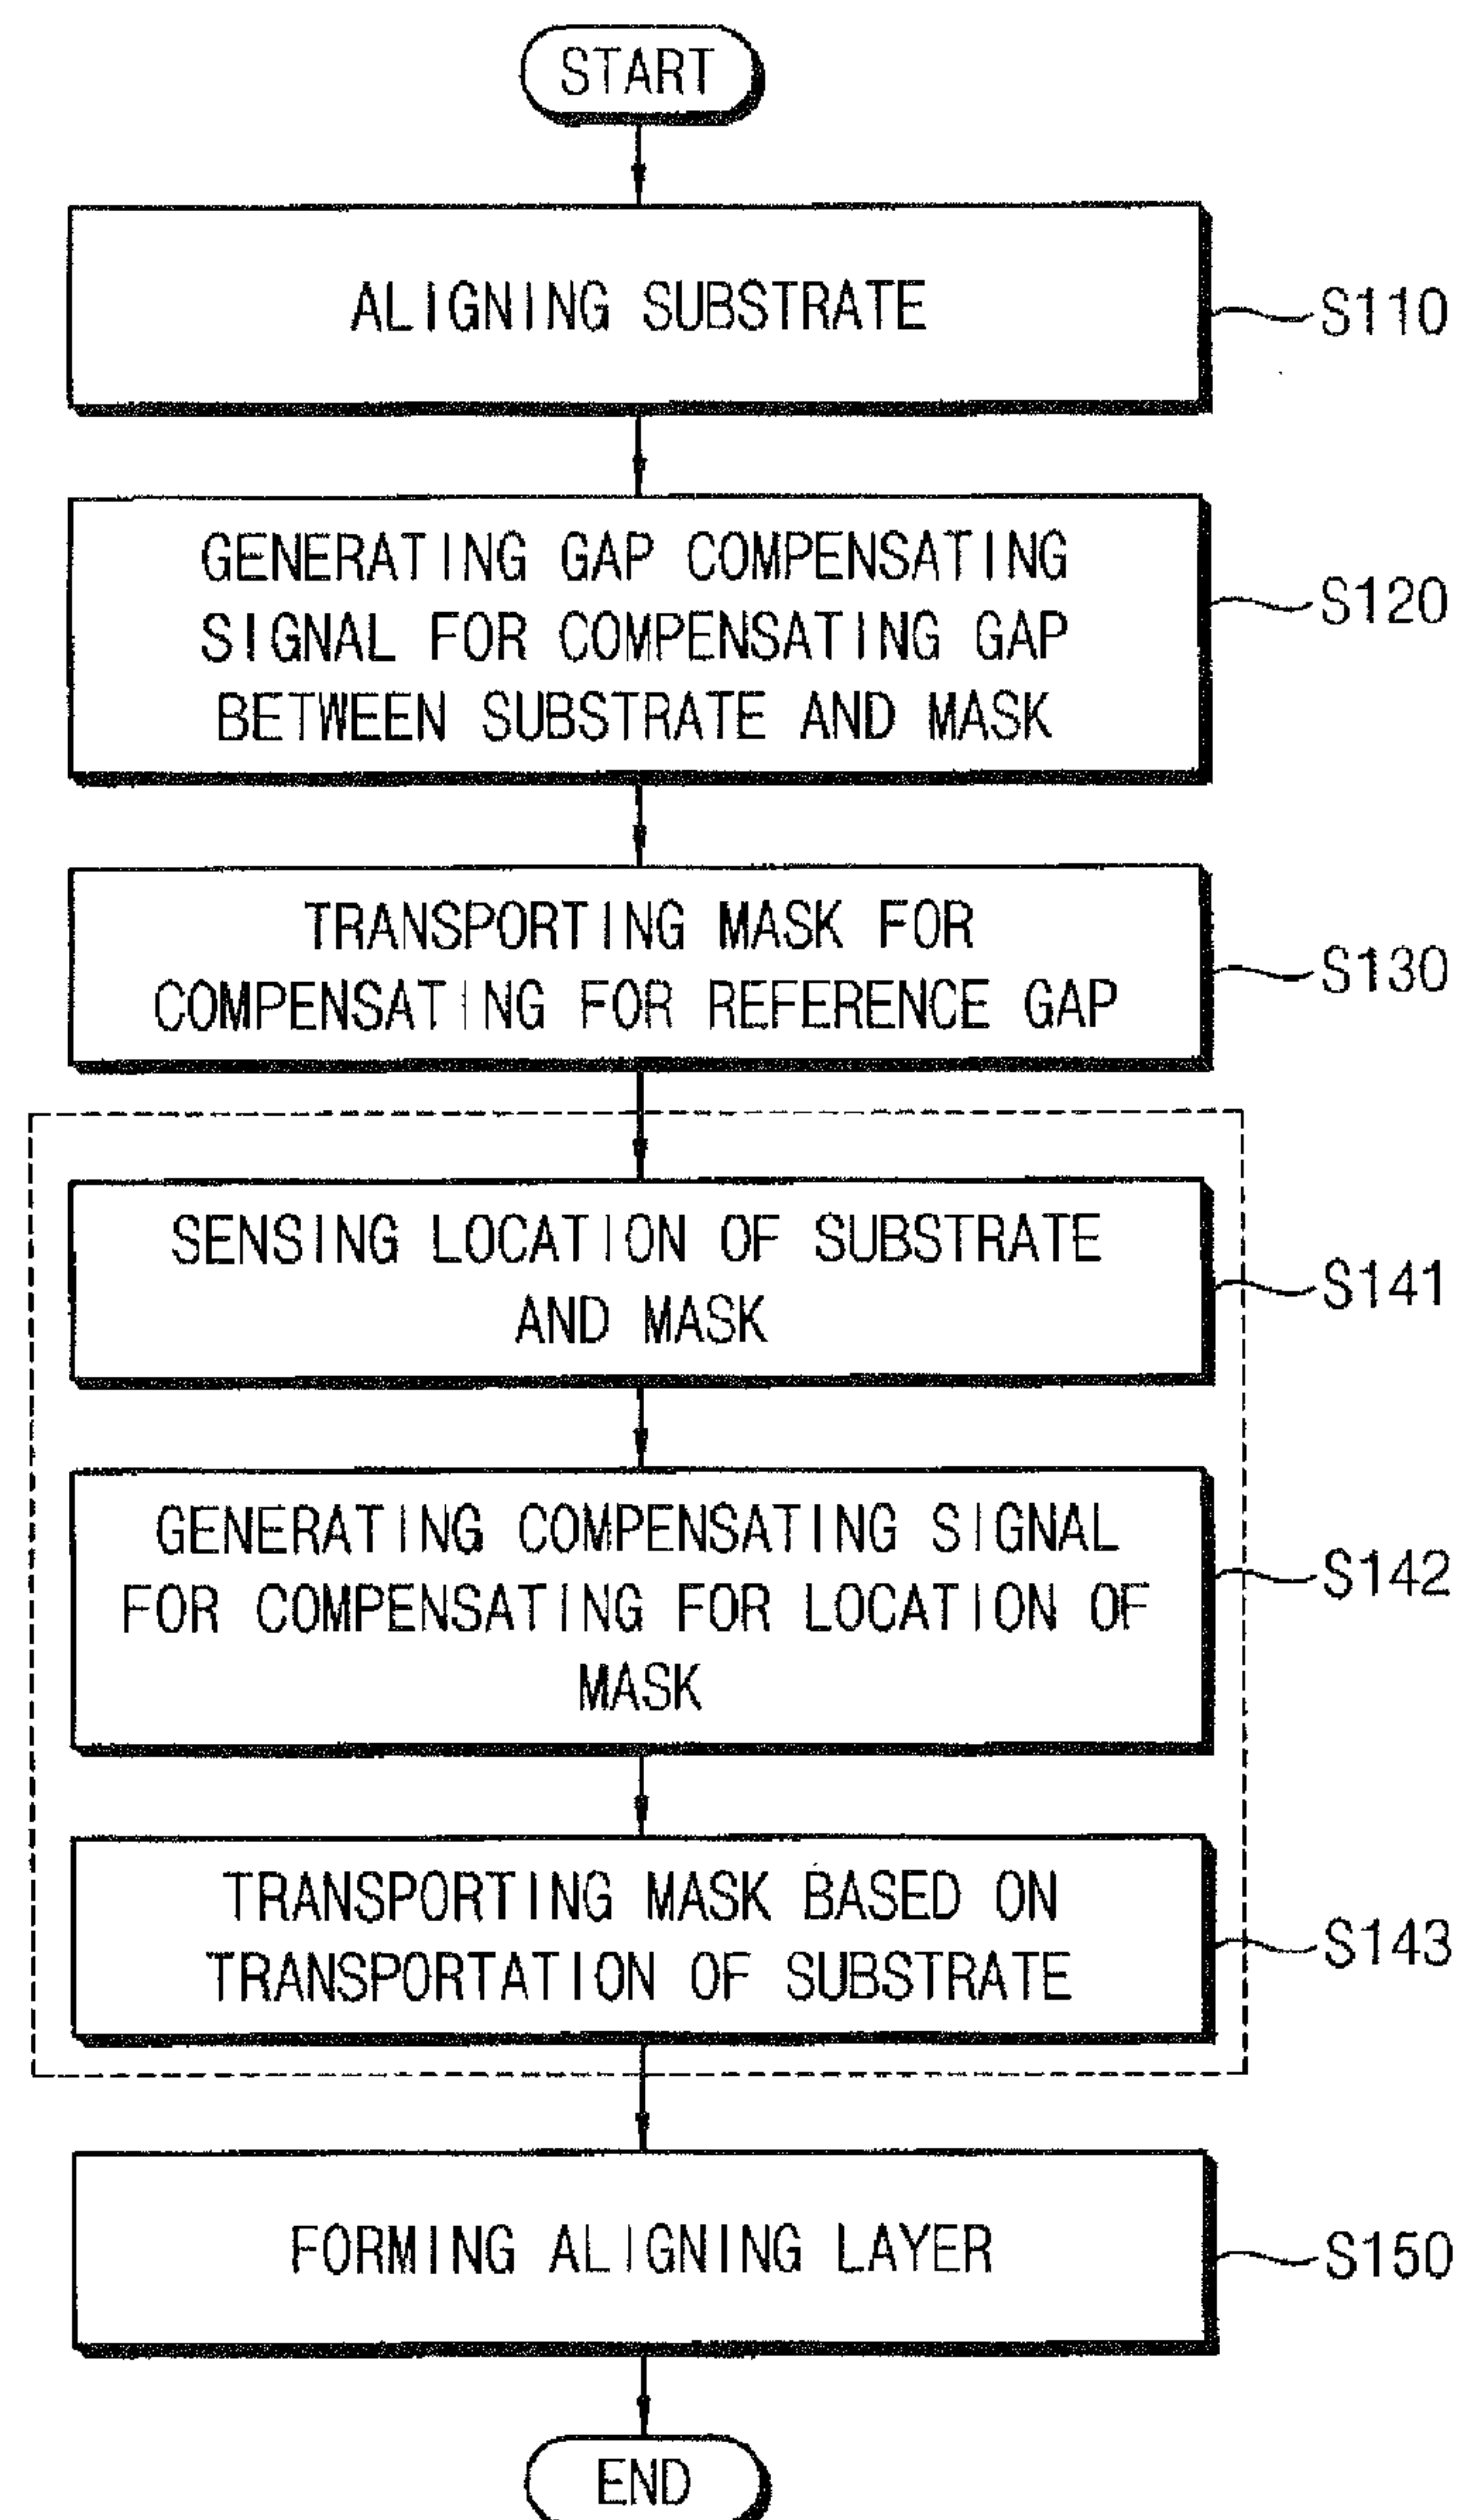 START
ALIGNING SUBSTRATE
S110
GENERATING GAP COMPENSATING
SIGNAL FOR COMPENSATING GAP
BETWEEN SUBSTRATE AND MASK
S120
TRANSPORTING MASK FOR
COMPENSATING FOR REFERENCE GAP
S130
SENSING LOCATION OF SUBSTRATE
AND MASK
S141
GENERATING COMPENSATING SIGNAL
FOR COMPENSATING FOR LOCATION OF
MASK
S142
TRANSPORTING MASK BASED ON
TRANSPORTATION OF SUBSTRATE
S143
FORMING ALIGNING LAYER
S150
END